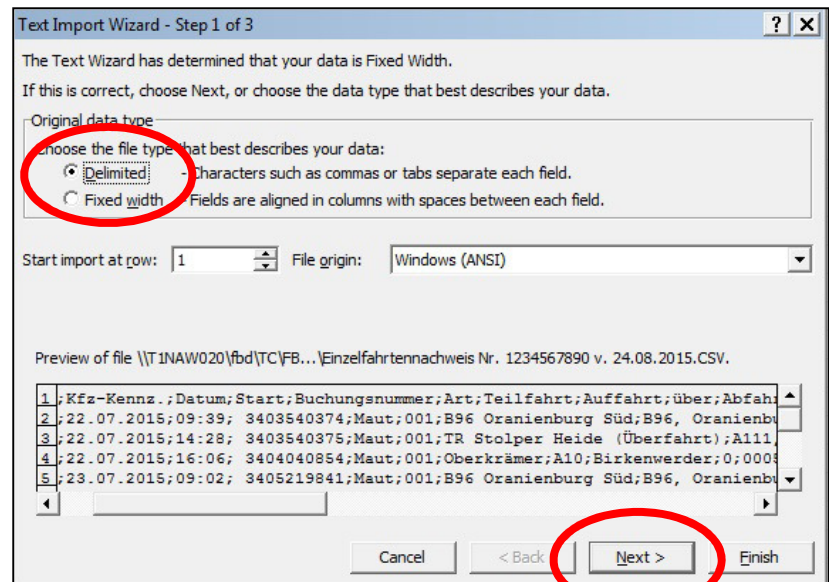 Text Import Wizard - Step 1 of 3
The Text Wizard has determined that your data is Fixed Width.
If this is correct, choose Next, or choose the data type that best describes your data.
Original data type
Choose the file type that best describes your data:
Delimited - Characters such as commas or tabs separate each field.
Fixed width - Fields are aligned in columns with spaces between each field.
Start import at row: 1 File origin: Windows (ANSI)
Preview of file \\T1NAW020\fbd\TC\FB...\Einzelfahrtennachweis Nr. 1234567890 v. 24.08.2015.CSV.
1 ;Kfz-Kennz.;Datum;Start;Buchungsnummer;Art;Teilfahrt;Auffahrt;über;Abfah
2 ;22.07.2015;09:39; 3403540374;Maut;001;B96 Oranienburg Süd;B96, Oranienb
3 ;22.07.2015;14:28; 3403540375;Maut;001;TR Stolper Heide (Überfahrt);A111,
4 ;22.07.2015;16:06; 3404040854;Maut;001;Oberkrämer;A10;Birkenwerder;0;0005
5 ;23.07.2015;09:02; 3405219841;Maut;001;B96 Oranienburg Süd;B96, Oranienb
Cancel < Back Next > Finish